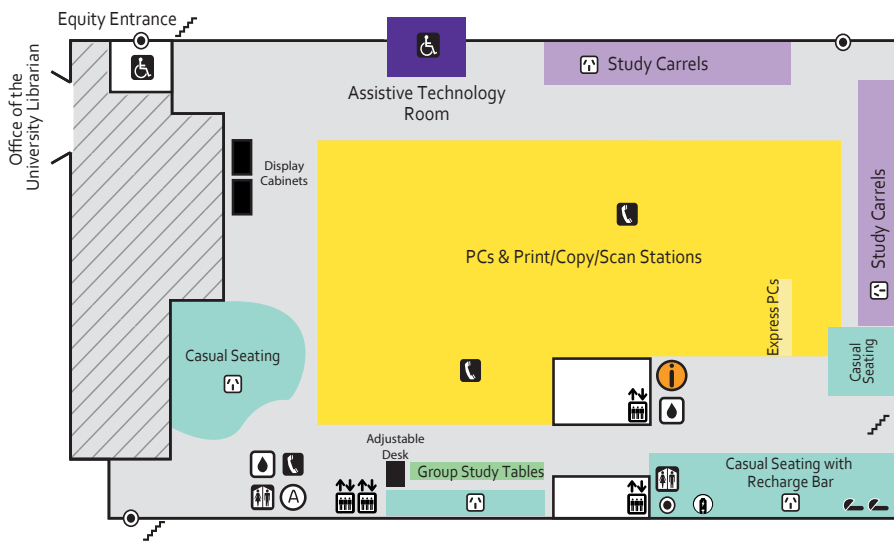 Equity Entrance
Office of the
University Librarian
Assistive Technology
Room
Study Carrels
Display
Cabinets
Study Carrels
PCs & Print/Copy/Scan Stations
Express PCs
Casual Seating
Casual
Seating
Adjustable
Desk
Group Study Tables
Casual Seating with
Recharge Bar
A